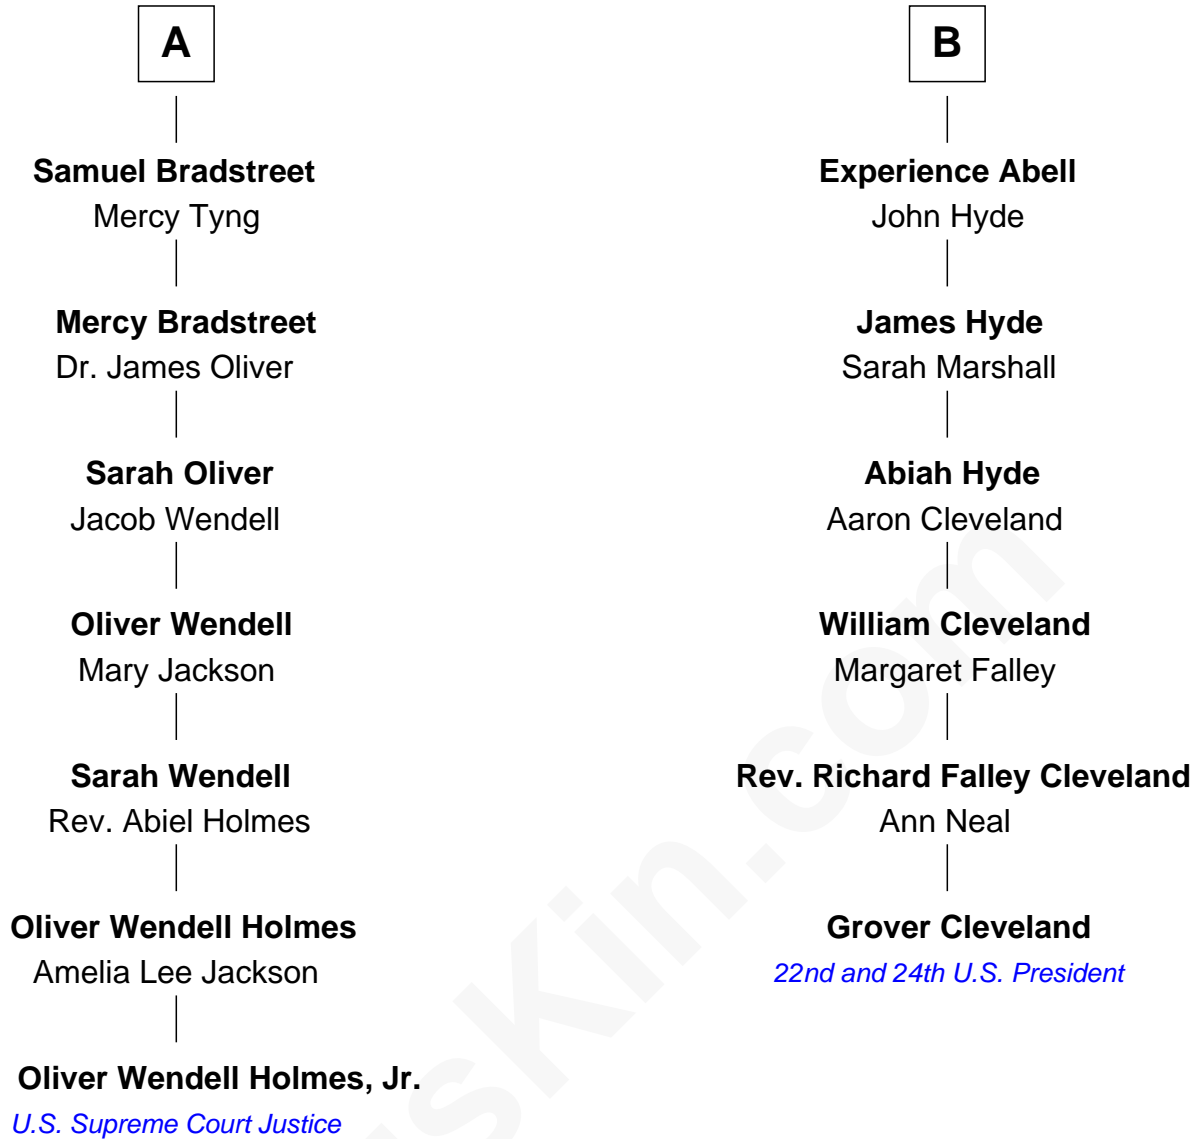 A
Samuel Bradstreet
Mercy Tyng
Mercy Bradstreet
Dr. James Oliver
Sarah Oliver
Jacob Wendell
Oliver Wendell
Mary Jackson
Sarah Wendell
Rev. Abiel Holmes
Oliver Wendell Holmes
Amelia Lee Jackson
Oliver Wendell Holmes, Jr.
U.S. Supreme Court Justice
B
Experience Abell
John Hyde
James Hyde
Sarah Marshall
Abiah Hyde
Aaron Cleveland
William Cleveland
Margaret Falley
Rev. Richard Falley Cleveland
Ann Neal
Grover Cleveland
22nd and 24th U.S. President